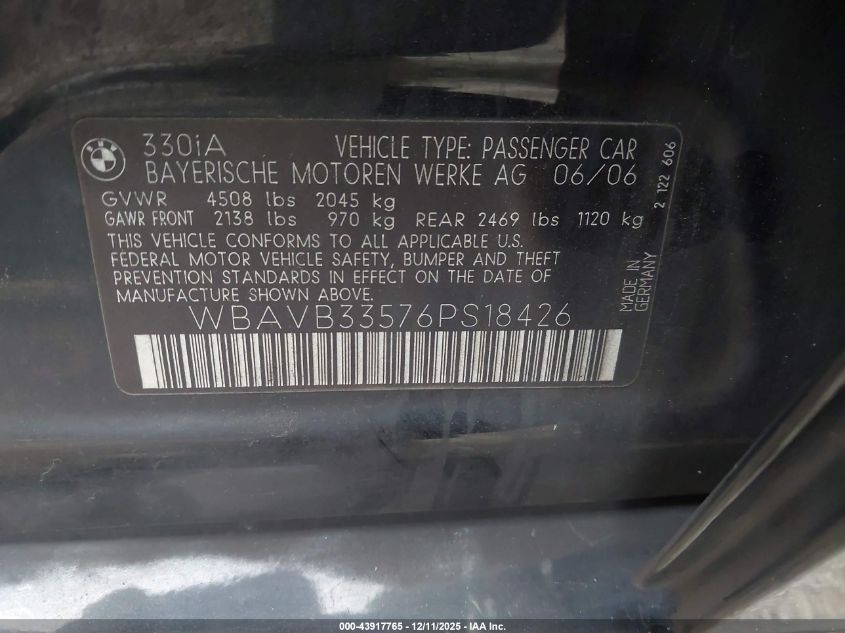 BMW
330iA VEHICLE TYPE: PASSENGER CAR
BAYERISCHE MOTOREN WERKE AG 06/06
GVWR 4508 lbs 2045 kg
GAWR FRONT 2138 lbs 970 kg REAR 2469 lbs 1120 kg
THIS VEHICLE CONFORMS TO ALL APPLICABLE U.S.
FEDERAL MOTOR VEHICLE SAFETY, BUMPER AND THEFT
PREVENTION STANDARDS IN EFFECT ON THE DATE OF
MANUFACTURE SHOWN ABOVE.
WBAVB33576PS18426
MADE IN
GERMANY
2 122 606
000-43917765 - 12/11/2025 - IAA, Inc.